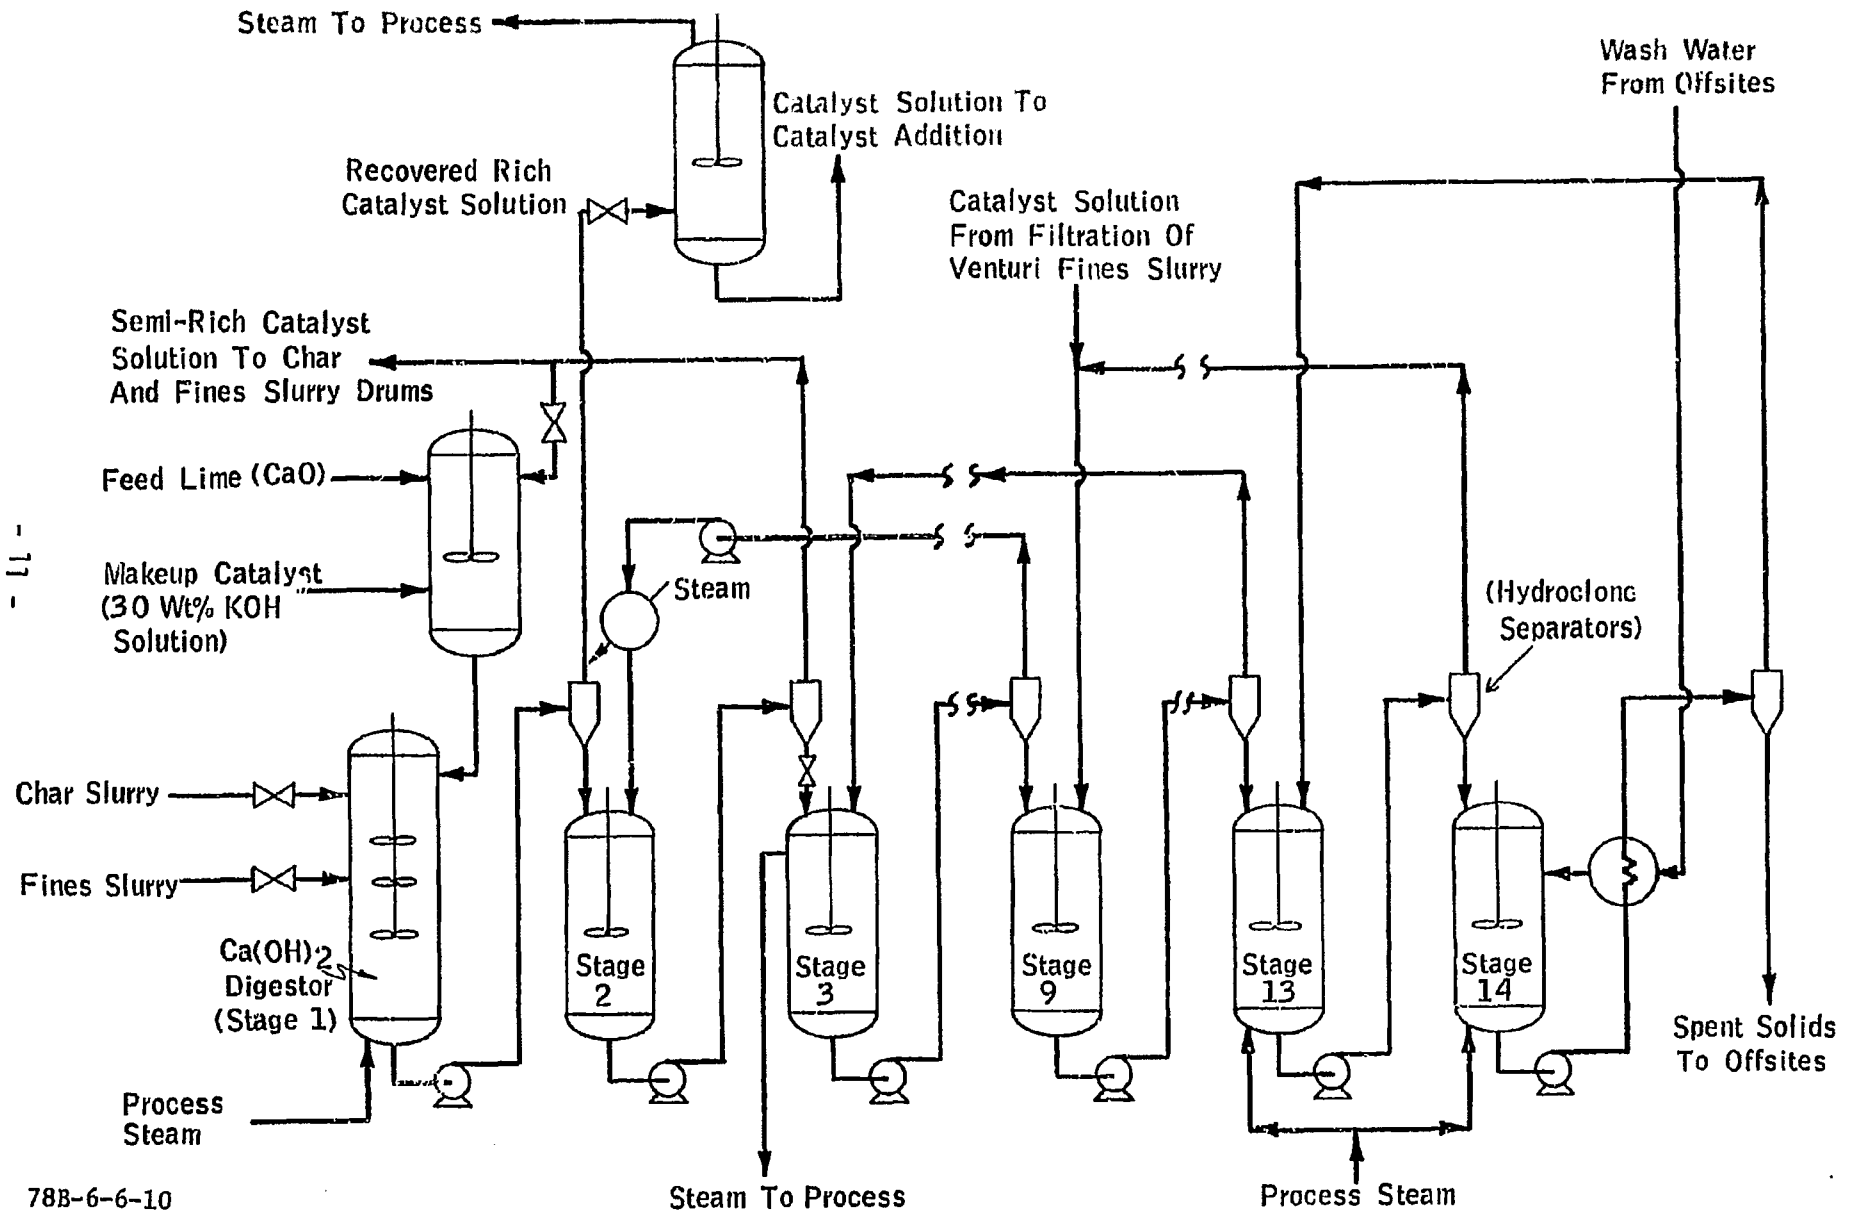 Steam To Process
Wash Water
From Offsites
Catalyst Solution To
Catalyst Addition
Recovered Rich
Catalyst Solution
Catalyst Solution
From Filtration Of
Venturi Fines Slurry
Semi-Rich Catalyst
Solution To Char
And Fines Slurry Drums
Feed Lime (CaO)
- 11 -
Makeup Catalyst
(30 Wt% KOH
Solution)
Steam
(Hydroclone
Separators)
Char Slurry
Fines Slurry
Ca(OH)2
Digestor
(Stage 1)
Stage
2
Stage
3
Stage
9
Stage
13
Stage
14
Spent Solids
To Offsites
Process
Steam
Steam To Process
Process Steam
78B-6-6-10